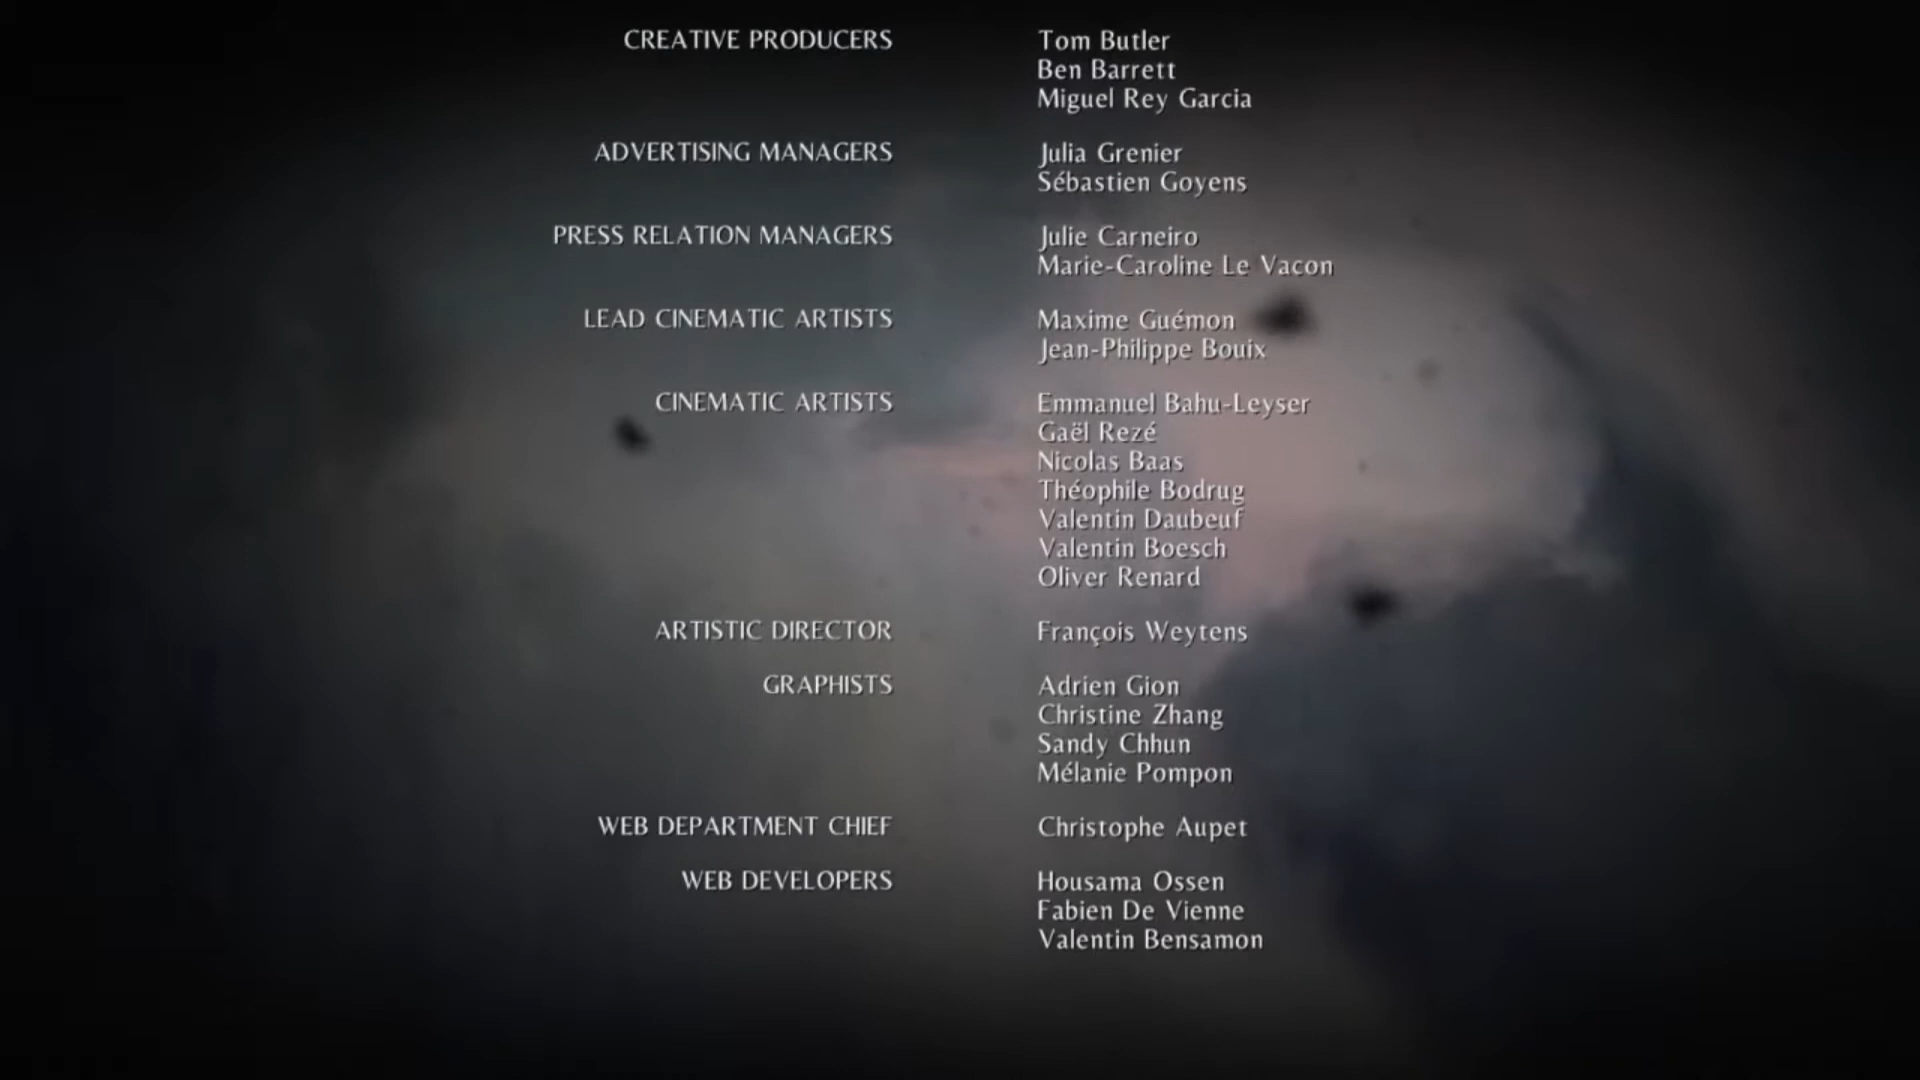 CREATIVE PRODUCERS Tom Butler
Ben Barrett
Miguel Rey Garcia
ADVERTISING MANAGERS Julia Grenier
Sébastien Goyens
PRESS RELATION MANAGERS Julie Carneiro
Marie-Caroline Le Vacon
LEAD CINEMATIC ARTISTS Maxime Guémon
Jean-Philippe Bouix
CINEMATIC ARTISTS Emmanuel Bahu-Leyser
Gaël Rezé
Nicolas Baas
Théophile Bodrug
Valentin Daubeuf
Valentin Boesch
Oliver Renard
ARTISTIC DIRECTOR François Weytens
GRAPHISTS Adrien Gion
Christine Zhang
Sandy Chhun
Mélanie Pompon
WEB DEPARTMENT CHIEF Christophe Aupet
WEB DEVELOPERS Housama Ossen
Fabien De Vienne
Valentin Bensamon